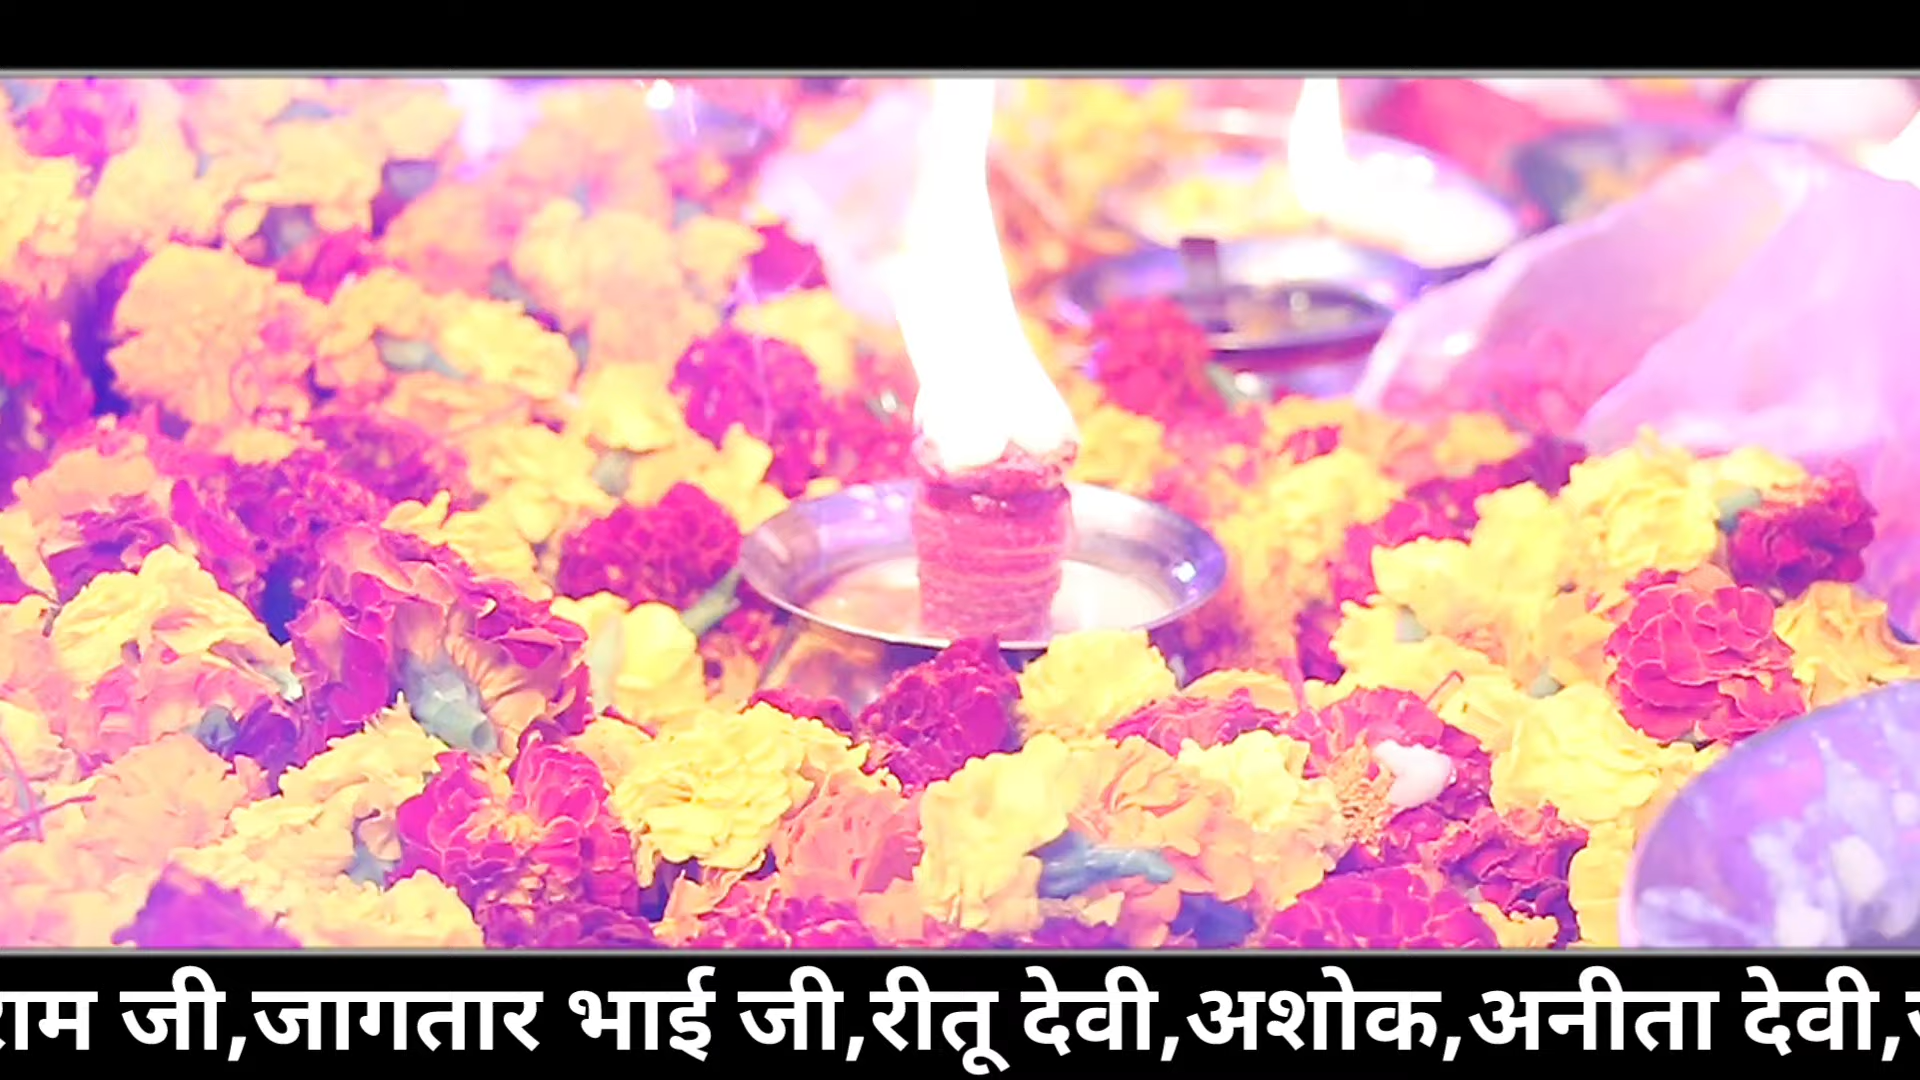 राम जी,जागतार भाई जी,रीतू देवी,अशोक,अनीता देवी,